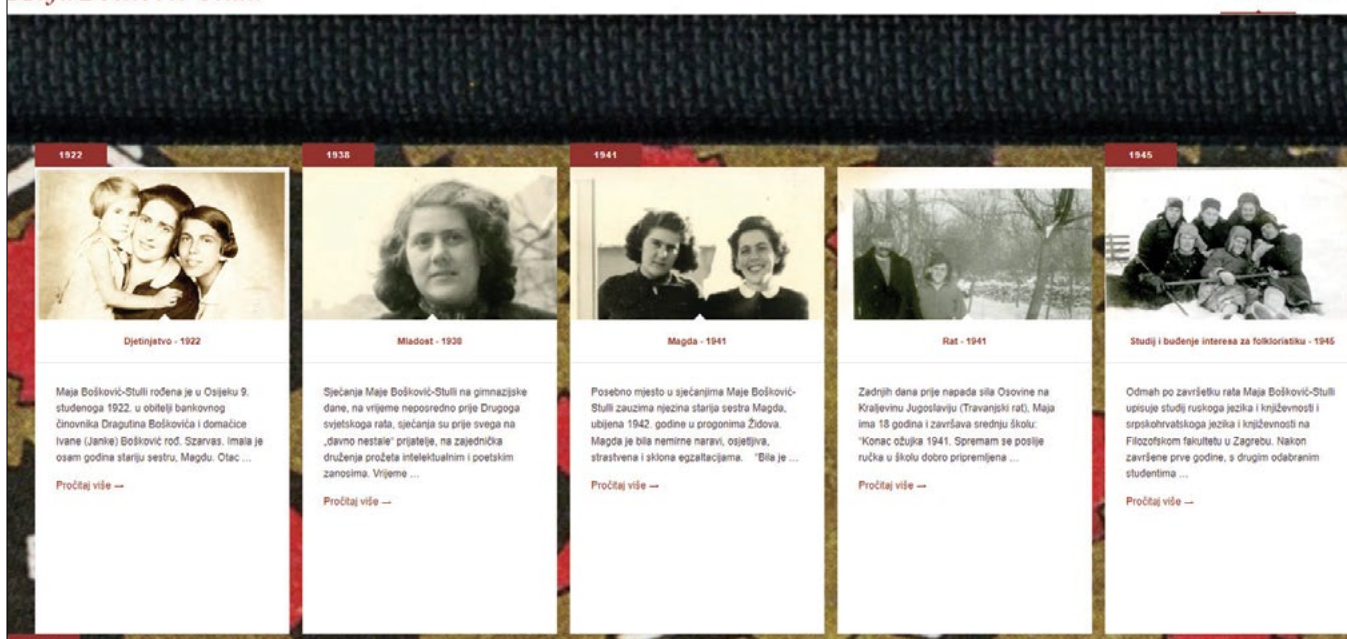 1922
Djetinjstvo - 1922
Maja Bošković-Stulli rođena je u Osijeku 9.
studenoga 1922. u obitelji bankovnog
činovnika Dragutina Boškovića i domaćice
Ivane (Janke) Bošković rođ. Szarvas. Imala je
osam godina stariju sestru, Magdu. Otac ...
Pročitaj više →
1938
Mladost - 1938
Sjećanja Maje Bošković-Stulli na gimnazijske
dane, na vrijeme neposredno prije Drugoga
svjetskoga rata, sjećanja su prije svega na
„davno nestale“ prijatelje, na zajednička
druženja prožeta intelektualnim i poetskim
zanosima. Vrijeme ...
Pročitaj više →
1941
Magda - 1941
Posebno mjesto u sjećanjima Maje Bošković-
Stulli zauzima njezina starija sestra Magda,
ubijena 1942. godine u progonima Židova.
Magda je bila nemirne naravi, osjetljiva,
strastvena i sklona egzaltacijama. "Bila je ...
Pročitaj više →
Rat - 1941
Zadnjih dana prije napada sila Osovine na
Kraljevinu Jugoslaviju (Travanjski rat), Maja
ima 18 godina i završava srednju školu:
"Konac ožujka 1941. Spremam se poslije
ručka u školu dobro pripremljena ...
Pročitaj više →
1945
Studij i buđenje interesa za folkloristiku - 1945
Odmah po završetku rata Maja Bošković-Stulli
upisuje studij ruskoga jezika i književnosti i
srpskohrvatskoga jezika i književnosti na
Filozofskom fakultetu u Zagrebu. Nakon
završene prve godine, s drugim odabranim
studentima ...
Pročitaj više →